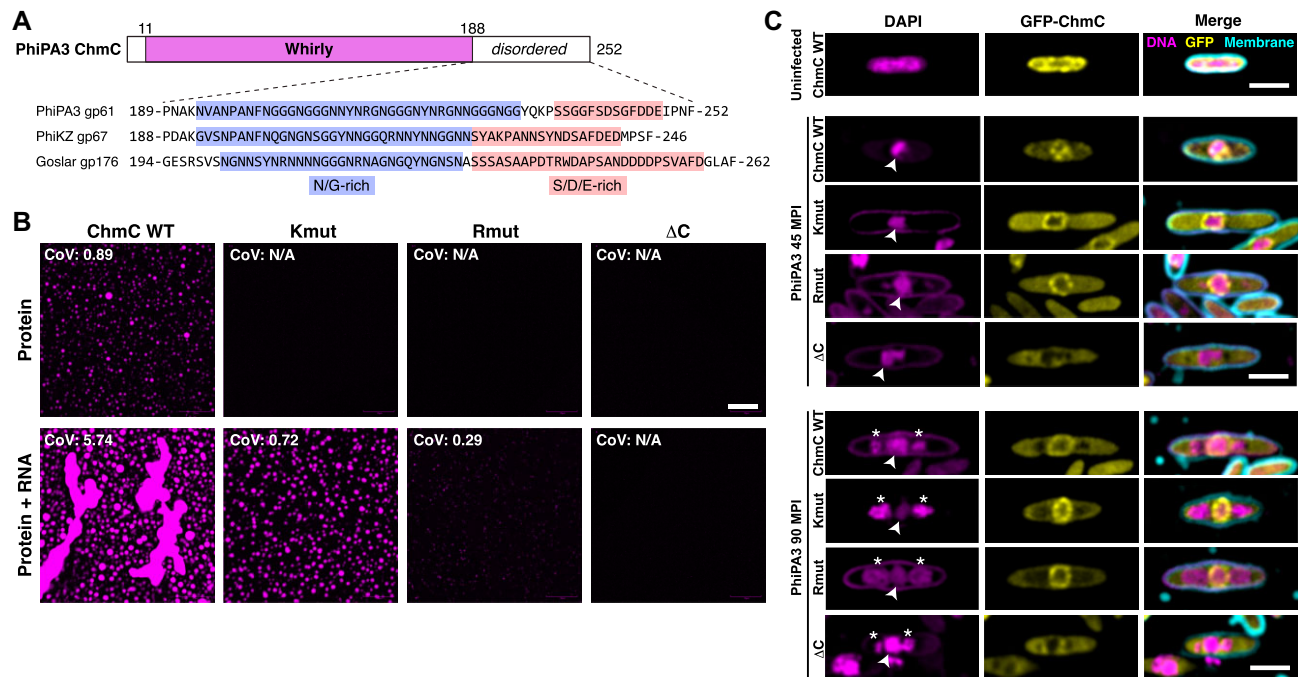 A
11
188
PhiPA3 ChmC
Whirly
disordered
252
PhiPA3 gp61 189-PNAKNVANPANFNGGGNGGGNNYNRGNGGGNYNRGNNGGGNGGYQKPSSGGFSDSGFDDEIPNF-252
PhiKZ gp67 188-PDAKGVSNPANFNQGNGNSGGYNNGGQRNNYNNGGNNSYAKPANNSYNDSAFDEDMPSF-246
Goslar gp176 194-GESRSVSNGNNSYNRNNNNGGNRNAGNGQYNGNSNASSSASAAPDTRWDAPSANDDDDPSVAFDGLAF-262
N/G-rich
S/D/E-rich
B
ChmC WT
Kmut
Rmut
ΔC
Protein
CoV: 0.89
CoV: N/A
CoV: N/A
CoV: N/A
Protein + RNA
CoV: 5.74
CoV: 0.72
CoV: 0.29
CoV: N/A
C
DAPI
GFP-ChmC
Merge
Uninfected
ChmC WT
DNA GFP Membrane
PhiPA3 45 MPI
ChmC WT
Kmut
Rmut
ΔC
PhiPA3 90 MPI
ChmC WT
* *
Kmut
* *
Rmut
* *
ΔC
* *